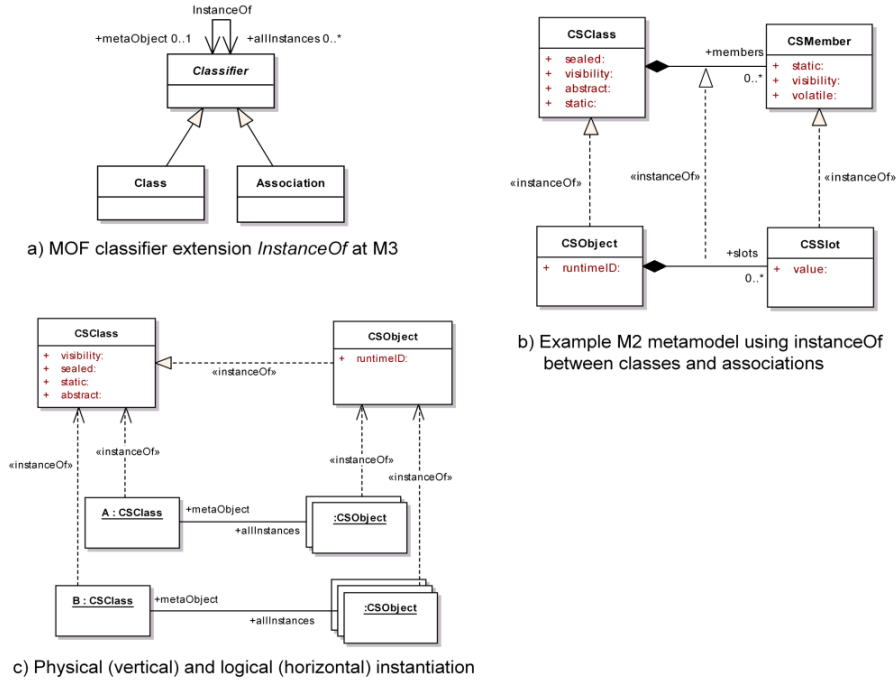 InstanceOf
+metaObject 0..1
+allInstances 0..*
Classifier
Class
Association
a) MOF classifier extension InstanceOf at M3
CSClass
+ sealed:
+ visibility:
+ abstract:
+ static:
+members
0..*
CSMember
+ static:
+ visibility:
+ volatile:
«instanceOf»
«instanceOf»
«instanceOf»
CSObject
+ runtimeID:
+slots
0..*
CSSlot
+ value:
b) Example M2 metamodel using instanceOf
between classes and associations
CSClass
+ visibility:
+ sealed:
+ static:
+ abstract:
«instanceOf»
CSObject
+ runtimeID:
«instanceOf»
«instanceOf»
«instanceOf»
«instanceOf»
A : CSClass
+metaObject
+allInstances
:CSObject
B : CSClass
+metaObject
+allInstances
:CSObject
c) Physical (vertical) and logical (horizontal) instantiation